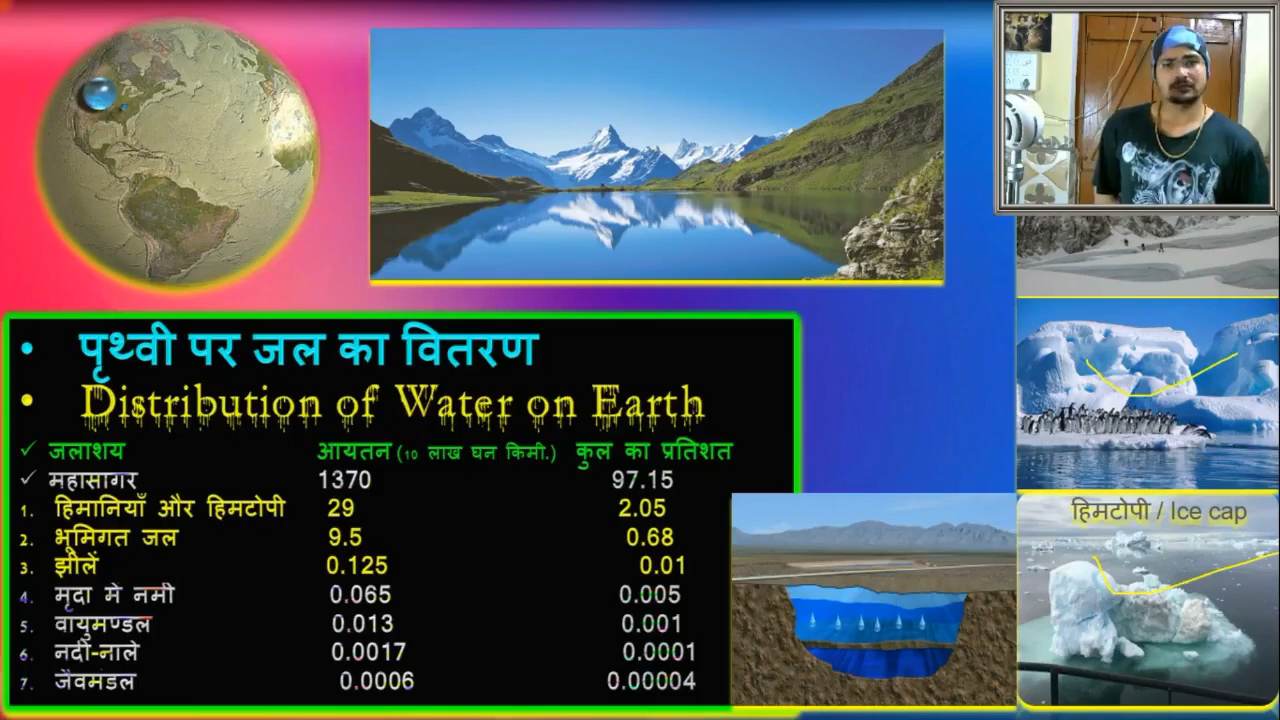 • पृथ्वी पर जल का वितरण
• Distribution of Water on Earth
✓ जलाशय आयतन (10 लाख घन किमी.) कुल का प्रतिशत
✓ महासागर 1370 97.15
1. हिमानियाँ और हिमटोपी 29 2.05
2. भूमिगत जल 9.5 0.68
3. झीलें 0.125 0.01
4. मृदा में नमी 0.065 0.005
5. वायुमण्डल 0.013 0.001
6. नदी-नाले 0.0017 0.0001
7. जैवमंडल 0.0006 0.00004
हिमटोपी / Ice cap